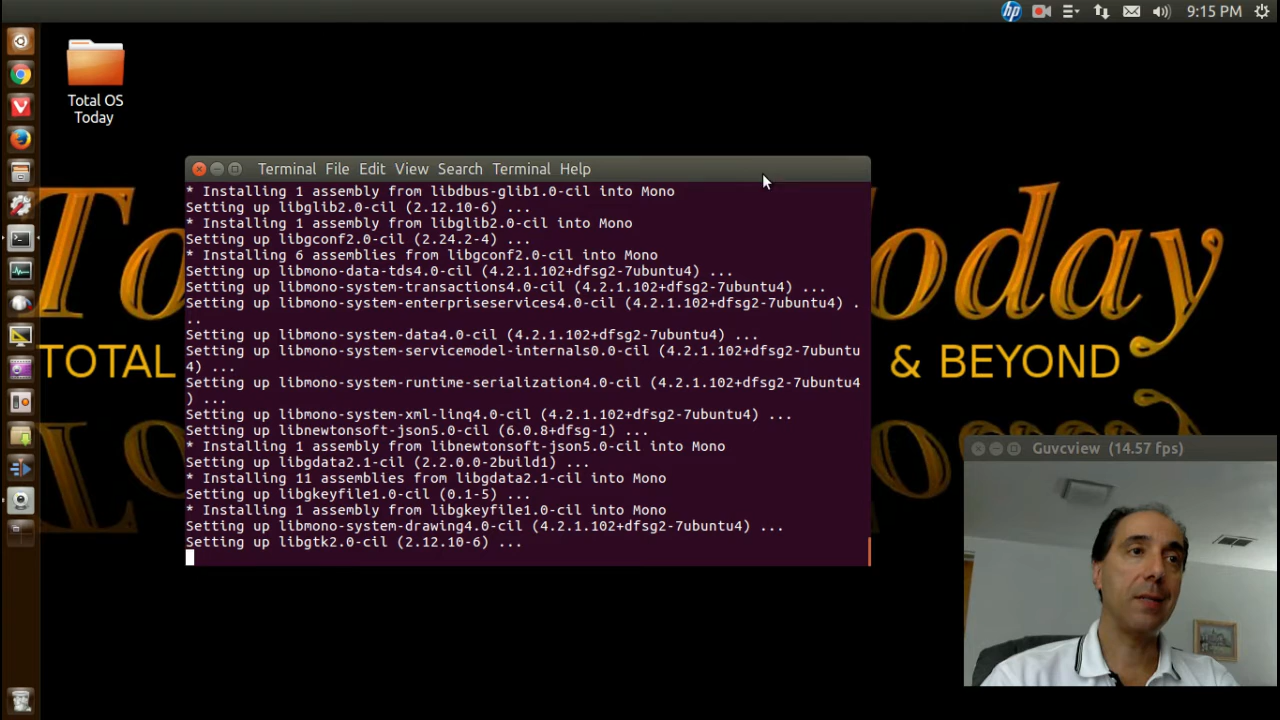 hp
9:15 PM
Total OS
Today
Terminal File Edit View Search Terminal Help
* Installing 1 assembly from libdbus-glib1.0-cil into Mono
Setting up libglib2.0-cil (2.12.10-6) ...
* Installing 1 assembly from libglib2.0-cil into Mono
Setting up libgconf2.0-cil (2.24.2-4) ...
* Installing 6 assemblies from libgconf2.0-cil into Mono
Setting up libmono-data-tds4.0-cil (4.2.1.102+dfsg2-7ubuntu4) ...
Setting up libmono-system-transactions4.0-cil (4.2.1.102+dfsg2-7ubuntu4) ...
Setting up libmono-system-enterpriseservices4.0-cil (4.2.1.102+dfsg2-7ubuntu4) .
..
Setting up libmono-system-data4.0-cil (4.2.1.102+dfsg2-7ubuntu4) ...
Setting up libmono-system-servicemodel-internals0.0-cil (4.2.1.102+dfsg2-7ubuntu
4) ...
Setting up libmono-system-runtime-serialization4.0-cil (4.2.1.102+dfsg2-7ubuntu4
) ...
Setting up libmono-system-xml-linq4.0-cil (4.2.1.102+dfsg2-7ubuntu4) ...
Setting up libnewtonsoft-json5.0-cil (6.0.8+dfsg-1) ...
* Installing 1 assembly from libnewtonsoft-json5.0-cil into Mono
Setting up libgdata2.1-cil (2.2.0.0-2build1) ...
* Installing 11 assemblies from libgdata2.1-cil into Mono
Setting up libgkeyfile1.0-cil (0.1-5) ...
* Installing 1 assembly from libgkeyfile1.0-cil into Mono
Setting up libmono-system-drawing4.0-cil (4.2.1.102+dfsg2-7ubuntu4) ...
Setting up libgtk2.0-cil (2.12.10-6) ...
To oday
TOTAL & BEYOND
Guvcview (14.57 fps)